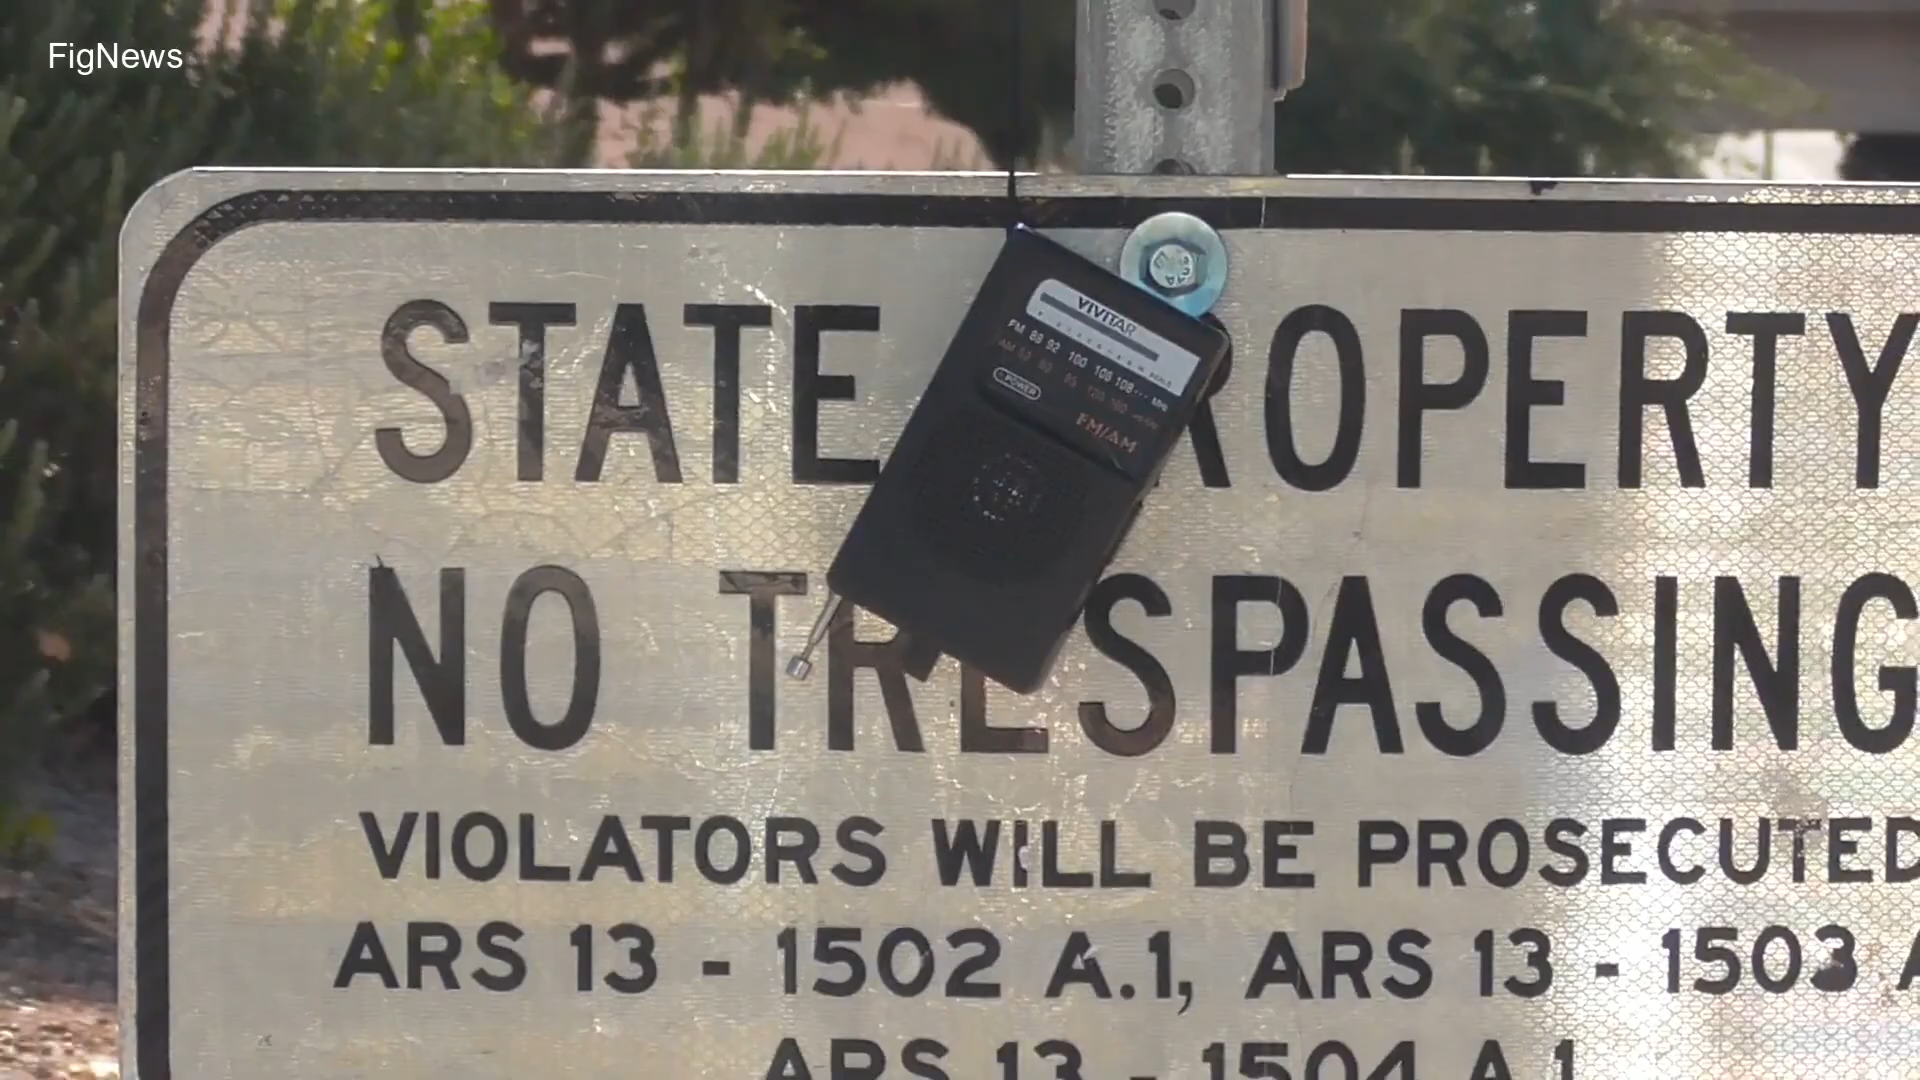 FigNews
VIVITAR
FM 88 92 100 106 108 MHz
POWER
FM/AM
STATE ROPERTY
NO TRESPASSING
VIOLATORS WILL BE PROSECUTED
ARS 13 - 1502 A.1, ARS 13 - 1503 A
ARS 13 - 1504 A.1